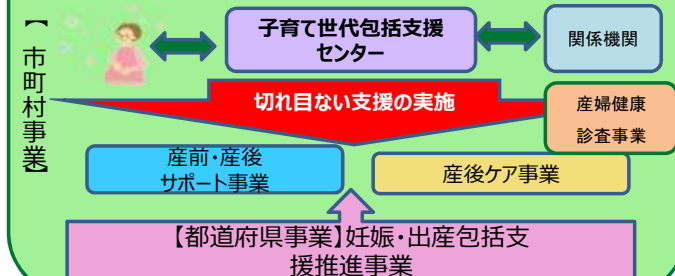 【市町村事業】
子育て世代包括支援
センター
関係機関
切れ目ない支援の実施
産婦健康
診査事業
産前・産後
サポート事業
産後ケア事業
【都道府県事業】妊娠・出産包括支
援推進事業